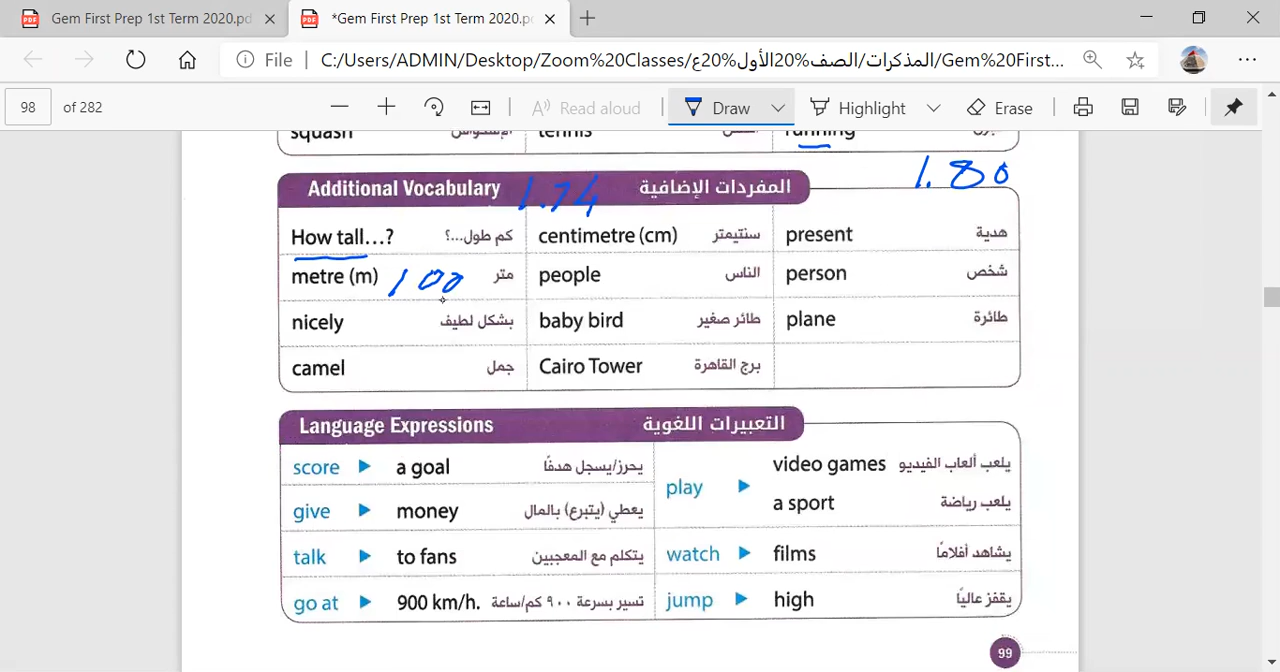 Gem First Prep 1st Term 2020.pd
*Gem First Prep 1st Term 2020.p
File C:/Users/ADMIN/Desktop/Zoom%20Classes/المذكرات/الصف%20الأول%20ع/Gem%20First...
98 of 282 Read aloud Draw Highlight Erase
squash tennis running
1.80
Additional Vocabulary 1.74 المفردات الإضافية
How tall...? كم طول...؟ centimetre (cm) سنتيمتر present هدية
metre (m) 100 متر people الناس person شخص
nicely بشكل لطيف baby bird طائر صغير plane طائرة
camel جمل Cairo Tower برج القاهرة
Language Expressions التعبيرات اللغوية
score a goal يحرز/يسجل هدفًا
give money يعطي (يتبرع) بالمال
talk to fans يتكلم مع المعجبين
go at 900 km/h. تسير بسرعة ٩٠٠ كم/ساعة
play video games يلعب ألعاب الفيديو
a sport يلعب رياضة
watch films يشاهد أفلامًا
jump high يقفز عاليًا
99